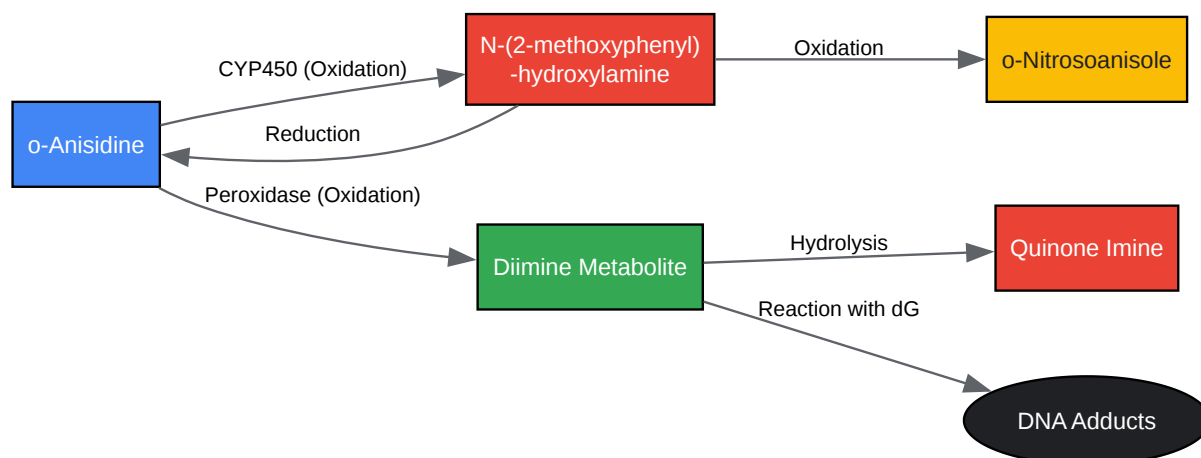 N-(2-methoxyphenyl)
-hydroxylamine
Oxidation
o-Nitrosoanisole
CYP450 (Oxidation)
o-Anisidine
Reduction
Peroxidase (Oxidation)
Diimine Metabolite
Hydrolysis
Quinone Imine
Reaction with dG
DNA Adducts